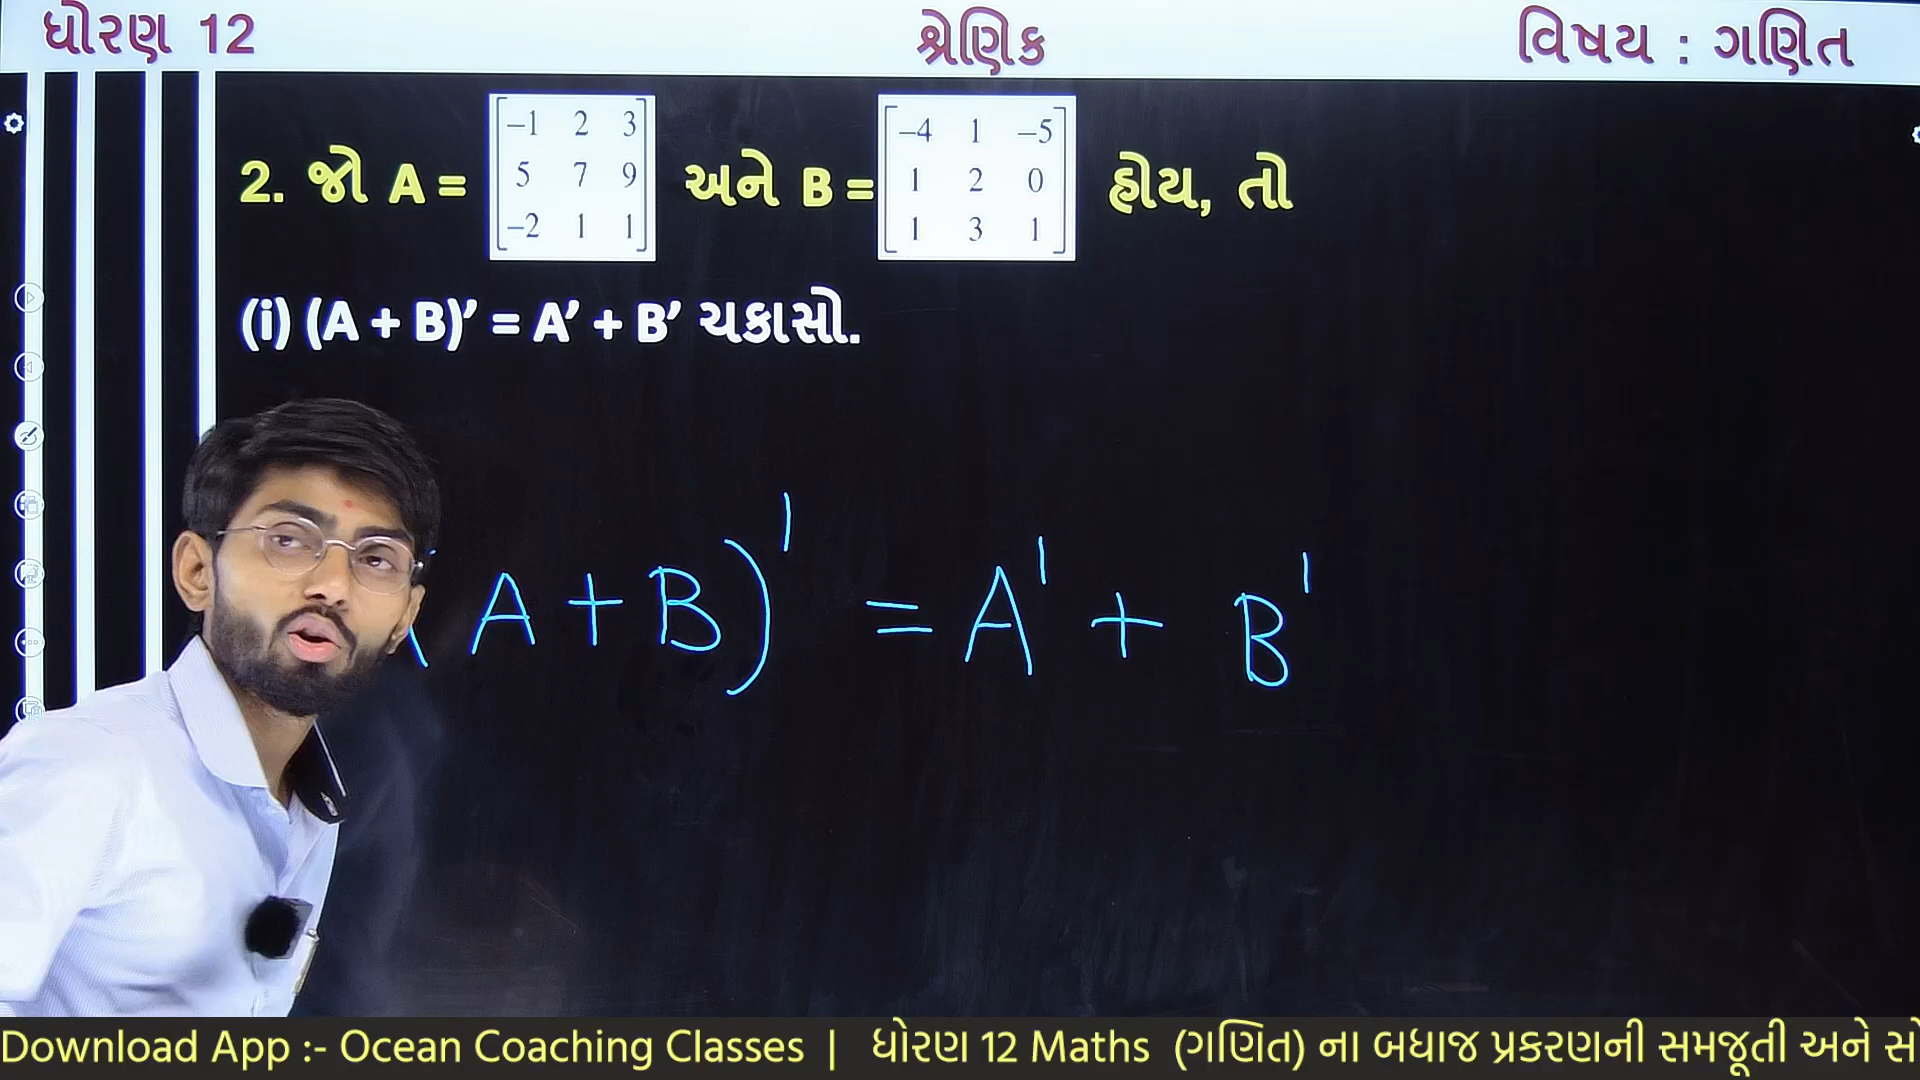 ધોરણ 12 શ્રેણિક વિષય : ગણિત
2. જો A = [-1 2 3 અને B = [-4 1 -5 હોય, તો
5 7 9 1 2 0
-2 1 1] 1 3 1]
(i) (A + B)′ = A′ + B′ ચકાસો.
(A+B)' = A' + B'
Download App :- Ocean Coaching Classes | ધોરણ 12 Maths (ગણિત) ના બધાજ પ્રકરણની સમજૂતી અને